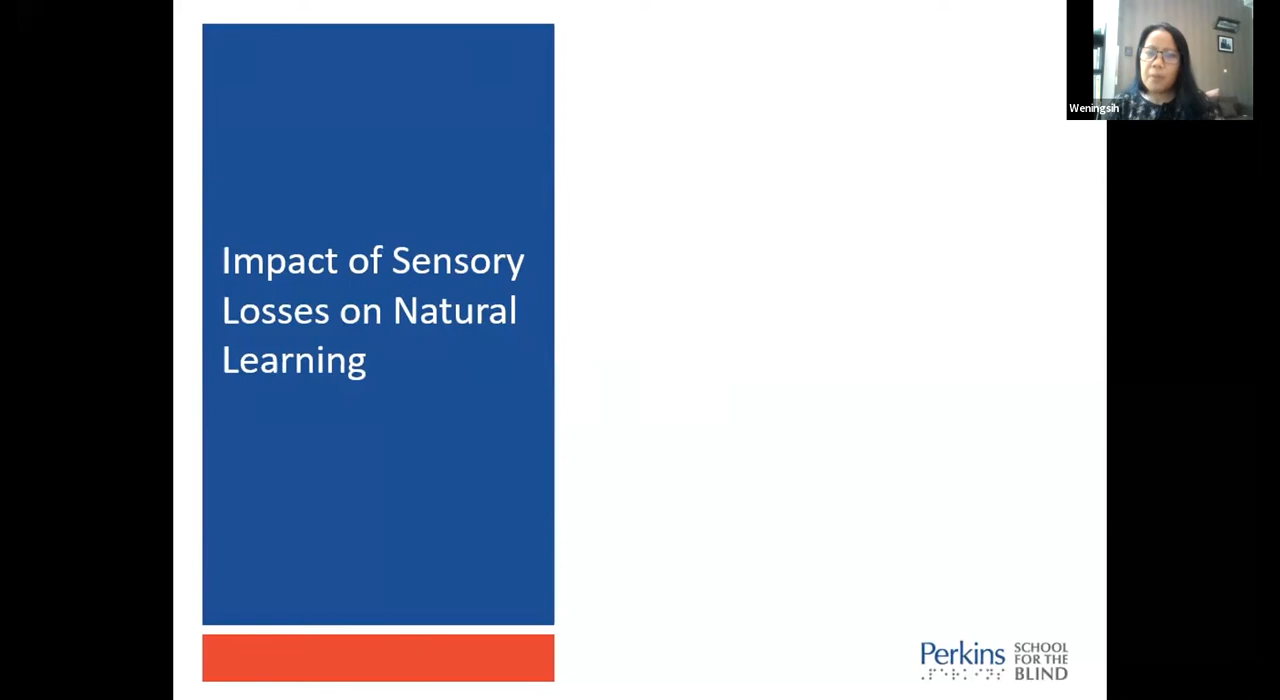 Weningsih
Impact of Sensory
Losses on Natural
Learning
Perkins
SCHOOL
FOR THE
BLIND
⠠⠏⠑⠗⠅⠊⠝⠎